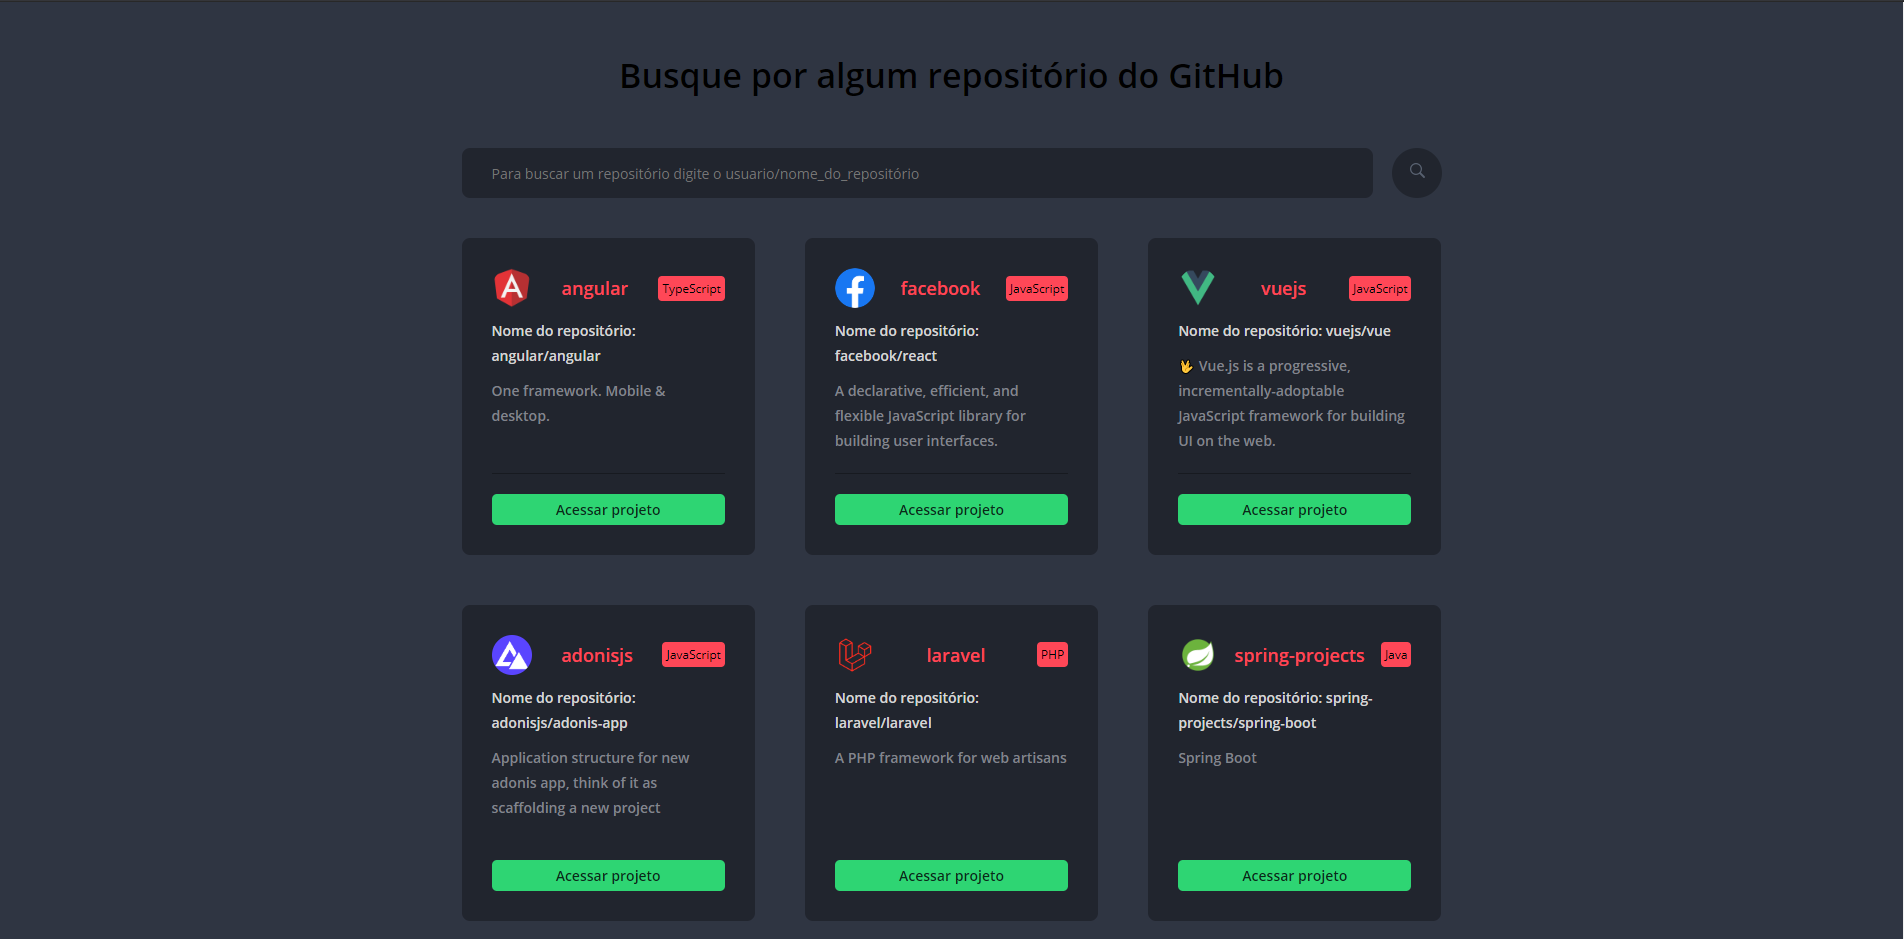 Busque por algum repositório do GitHub
Para buscar um repositório digite o usuario/nome_do_repositório
angular
TypeScript
Nome do repositório:
angular/angular
One framework. Mobile &
desktop.
Acessar projeto
facebook
JavaScript
Nome do repositório:
facebook/react
A declarative, efficient, and
flexible JavaScript library for
building user interfaces.
Acessar projeto
vuejs
JavaScript
Nome do repositório: vuejs/vue
🖖 Vue.js is a progressive,
incrementally-adoptable
JavaScript framework for building
UI on the web.
Acessar projeto
adonisjs
JavaScript
Nome do repositório:
adonisjs/adonis-app
Application structure for new
adonis app, think of it as
scaffolding a new project
Acessar projeto
laravel
PHP
Nome do repositório:
laravel/laravel
A PHP framework for web artisans
Acessar projeto
spring-projects
Java
Nome do repositório: spring-
projects/spring-boot
Spring Boot
Acessar projeto